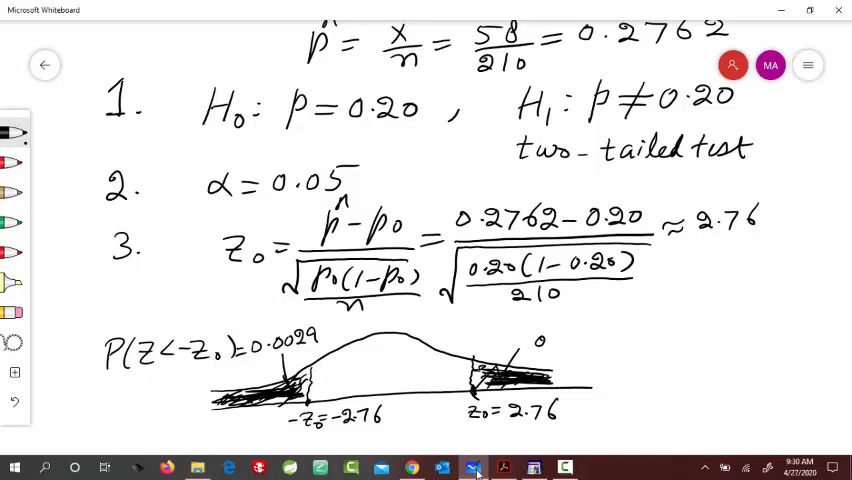 Microsoft Whiteboard
p̂ = x/n = 58/210 = 0.2762
MA
1. H₀: p = 0.20 , H₁: p ≠ 0.20
two-tailed test
2. α = 0.05
3. z₀ = (p̂ - p₀)/√(p₀(1-p₀)/n) = (0.2762 - 0.20)/√(0.20(1-0.20)/210) ≈ 2.76
P(Z < -Z₀) = 0.0029 0
-z₀ = -2.76 z₀ = 2.76
9:30 AM
4/27/2020